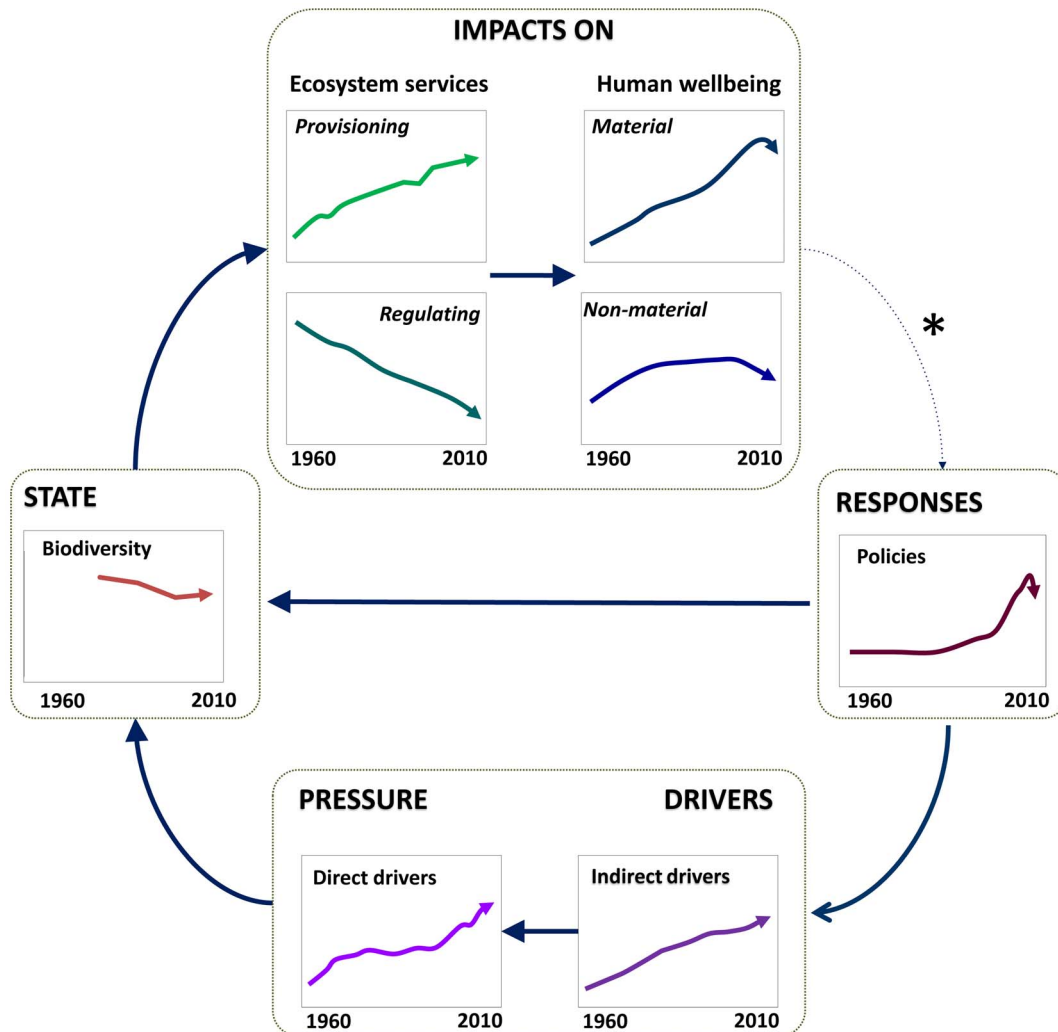 IMPACTS ON
Ecosystem services
Human wellbeing
Provisioning
Material
Regulating
Non-material
1960
2010
1960
2010
*
STATE
Biodiversity
1960
2010
RESPONSES
Policies
1960
2010
PRESSURE
DRIVERS
Direct drivers
Indirect drivers
1960
2010
1960
2010